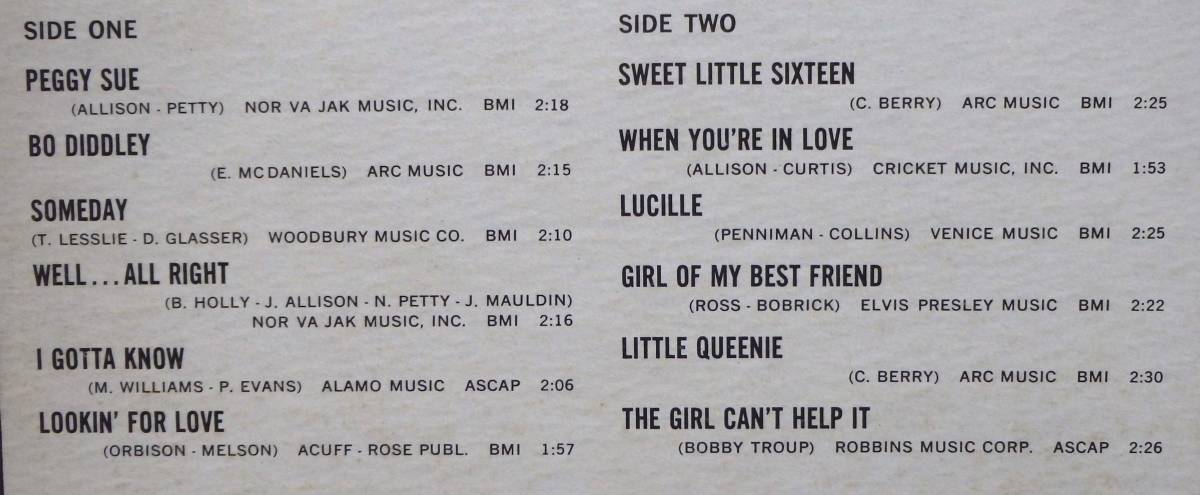 SIDE ONE
PEGGY SUE
(ALLISON - PETTY) NOR VA JAK MUSIC, INC. BMI 2:18
BO DIDDLEY
(E. MC DANIELS) ARC MUSIC BMI 2:15
SOMEDAY
(T. LESSLIE - D. GLASSER) WOODBURY MUSIC CO. BMI 2:10
WELL...ALL RIGHT
(B. HOLLY - J. ALLISON - N. PETTY - J. MAULDIN)
NOR VA JAK MUSIC, INC. BMI 2:16
I GOTTA KNOW
(M. WILLIAMS - P. EVANS) ALAMO MUSIC ASCAP 2:06
LOOKIN' FOR LOVE
(ORBISON - MELSON) ACUFF - ROSE PUBL. BMI 1:57
SIDE TWO
SWEET LITTLE SIXTEEN
(C. BERRY) ARC MUSIC BMI 2:25
WHEN YOU'RE IN LOVE
(ALLISON - CURTIS) CRICKET MUSIC, INC. BMI 1:53
LUCILLE
(PENNIMAN - COLLINS) VENICE MUSIC BMI 2:25
GIRL OF MY BEST FRIEND
(ROSS - BOBRICK) ELVIS PRESLEY MUSIC BMI 2:22
LITTLE QUEENIE
(C. BERRY) ARC MUSIC BMI 2:30
THE GIRL CAN'T HELP IT
(BOBBY TROUP) ROBBINS MUSIC CORP. ASCAP 2:26